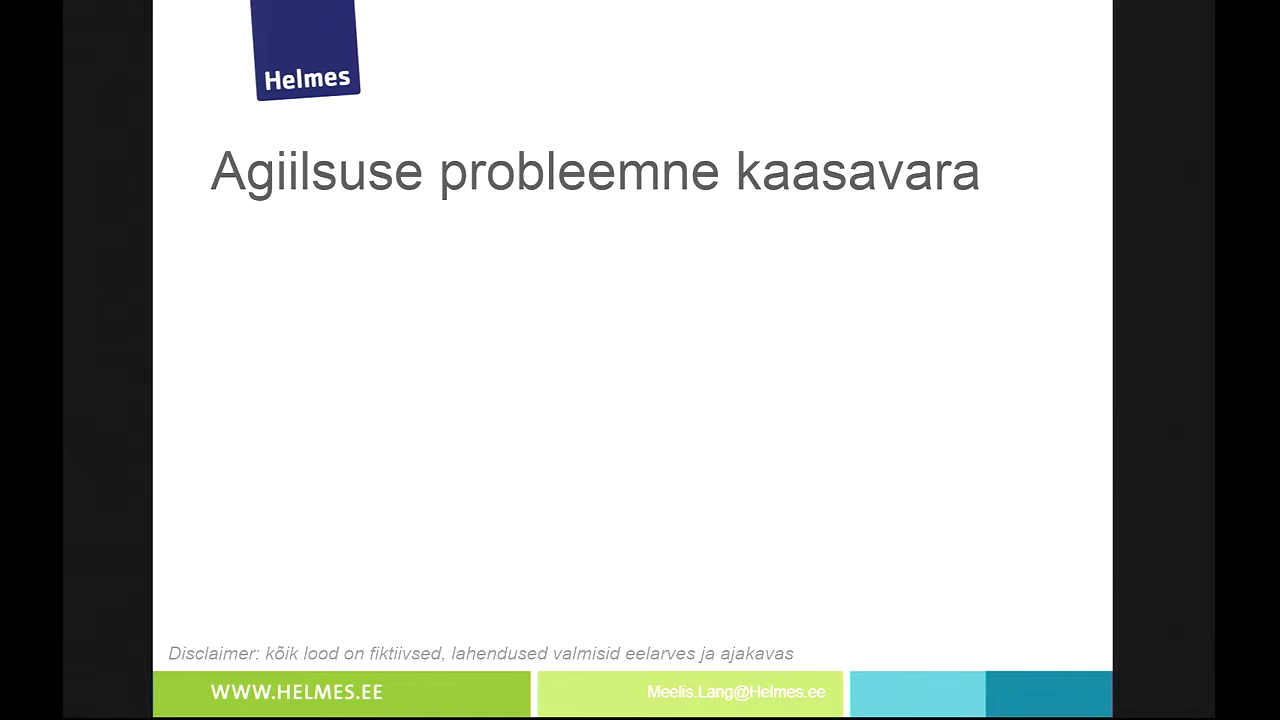 Helmes
Agiilsuse probleemne kaasavara
Disclaimer: kõik lood on fiktiivsed, lahendused valmisid eelarves ja ajakavas
WWW.HELMES.EE
Meelis.Lang@Helmes.ee